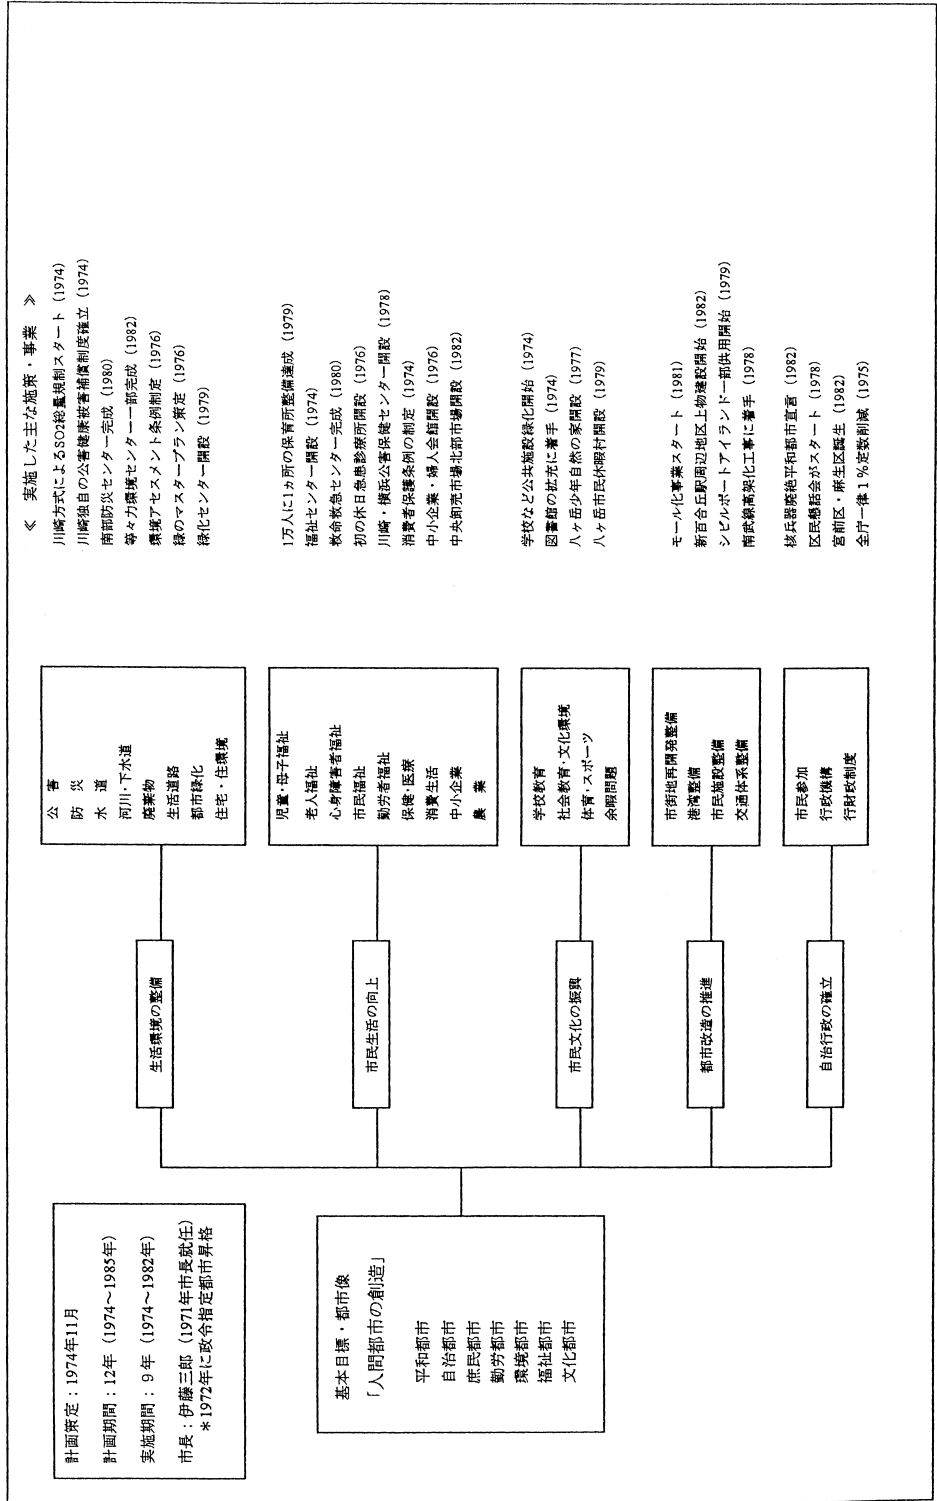 計画策定：1974年11月
計画期間：12年（1974～1985年）
実施期間：9年（1974～1982年）
市長：伊藤三郎（1971年市長就任）
＊1972年に政令指定都市昇格
基本目標・都市像
「人間都市の創造」
平和都市
自治都市
庶民都市
勤労都市
環境都市
福祉都市
文化都市
生活環境の整備
公　害
防　災
水　道
河川・下水道
廃棄物
生活道路
都市緑化
住宅・住環境
市民生活の向上
児童・母子福祉
老人福祉
心身障害者福祉
市民福祉
勤労者福祉
保健・医療
消費生活
中小企業
農　業
市民文化の振興
学校教育
社会教育・文化環境
体育・スポーツ
余暇問題
都市改造の推進
市街地再開発整備
港湾整備
市民施設整備
交通体系整備
自治行政の確立
市民参加
行政機構
行財政制度
≪　実施した主な施策・事業　≫
川崎方式によるSO2総量規制スタート（1974）
川崎独自の公害健康被害補償制度確立（1974）
南部防災センター完成（1980）
等々力環境センター一部完成（1982）
環境アセスメント条例制定（1976）
緑のマスタープラン策定（1976）
緑化センター開設（1979）
1万人に1ヵ所の保育所整備達成（1979）
福祉センター開設（1974）
救命救急センター完成（1980）
初の休日急患診療所開設（1976）
川崎・横浜公害保健センター開設（1978）
消費者保護条例の制定（1974）
中小企業・婦人会館開設（1976）
中央卸売市場北部市場開設（1982）
学校など公共施設緑化開始（1974）
図書館の拡充に着手（1974）
八ヶ岳少年自然の家開設（1977）
八ヶ岳市民休暇村開設（1979）
モール化事業スタート（1981）
新百合丘駅周辺地区上物建設開始（1982）
シビルポートアイランド一部供用開始（1979）
南武線高架化工事に着手（1978）
核兵器廃絶平和都市宣言（1982）
区民懇話会がスタート（1978）
宮前区・麻生区誕生（1982）
全庁一律1％定数削減（1975）